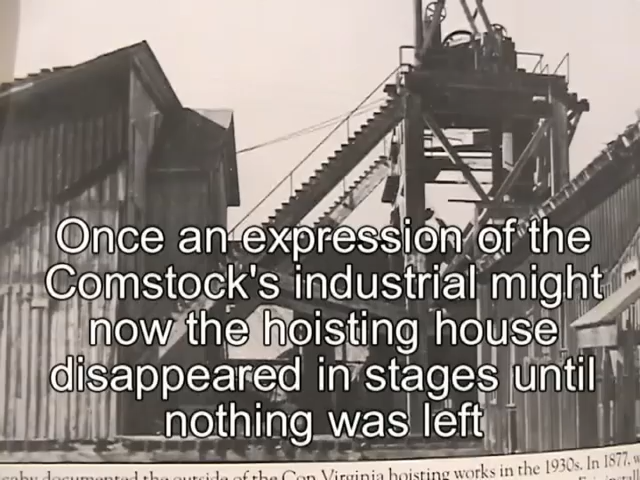 Once an expression of the
Comstock's industrial might
now the hoisting house
disappeared in stages until
nothing was left
documented the outside of the Con Virginia hoisting works in the 1930s. In 1877,